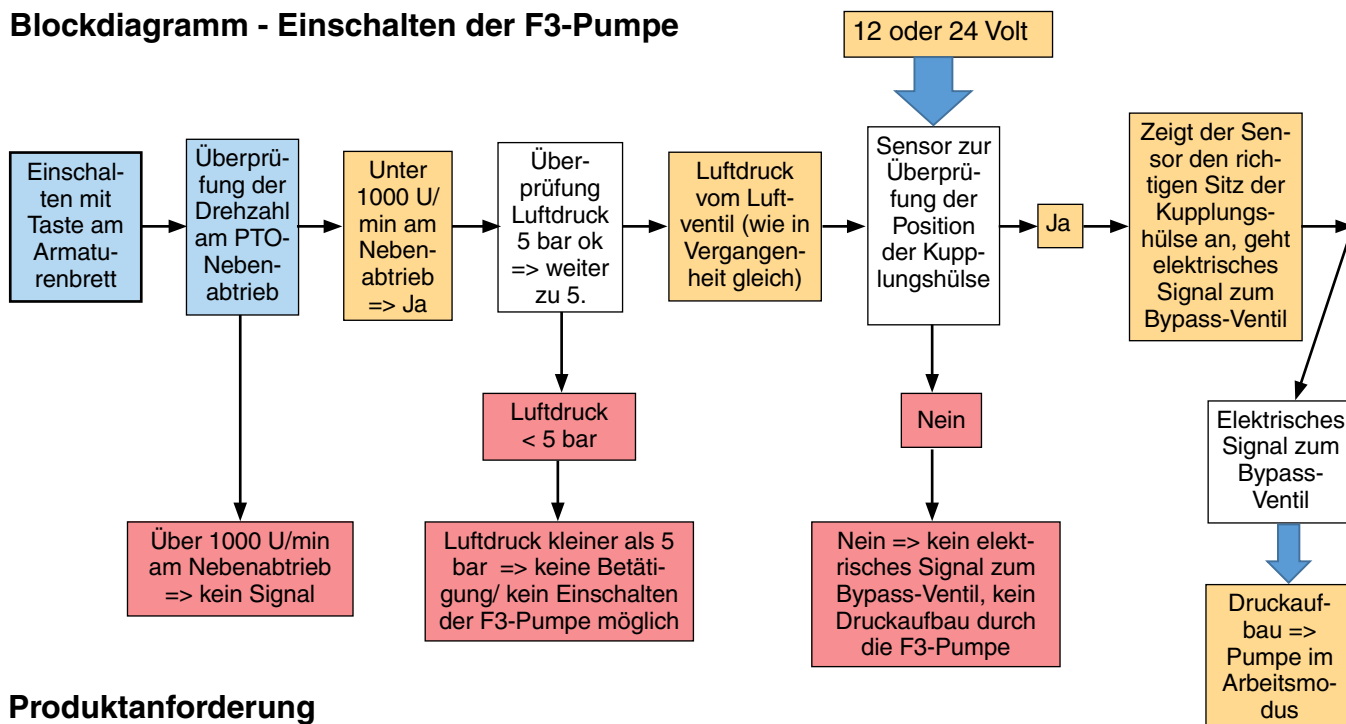 Blockdiagramm - Einschalten der F3-Pumpe
12 oder 24 Volt
Einschal-
ten mit
Taste am
Armatu-
renbrett
Überprü-
fung der
Drehzahl
am PTO-
Neben-
abtrieb
Unter
1000 U/
min am
Neben-
abtrieb
=> Ja
Über-
prüfung
Luftdruck
5 bar ok
=> weiter
zu 5.
Luftdruck
vom Luft-
ventil (wie in
Vergangen-
heit gleich)
Sensor zur
Überprü-
fung der
Position
der Kupp-
lungshülse
Ja
Zeigt der Sen-
sor den rich-
tigen Sitz der
Kupplungs-
hülse an, geht
elektrisches
Signal zum
Bypass-Ventil
Luftdruck
< 5 bar
Nein
Elektrisches
Signal zum
Bypass-
Ventil
Über 1000 U/min
am Nebenabtrieb
=> kein Signal
Luftdruck kleiner als 5
bar => keine Betäti-
gung/ kein Einschalten
der F3-Pumpe möglich
Nein => kein elekt-
risches Signal zum
Bypass-Ventil, kein
Druckaufbau durch
die F3-Pumpe
Druckauf-
bau =>
Pumpe im
Arbeitsmo-
dus
Produktanforderung